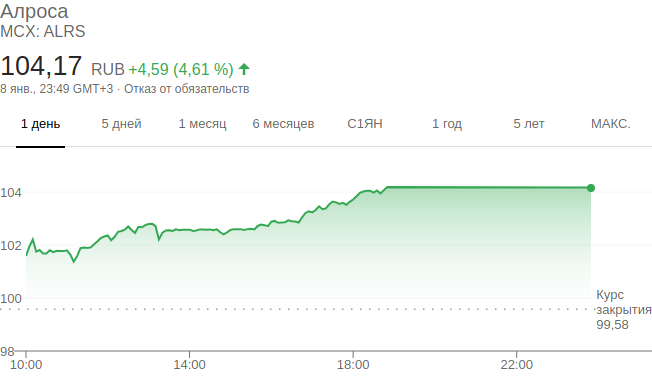 Алроса
MCX: ALRS
104,17 RUB +4,59 (4,61 %)
8 янв., 23:49 GMT+3 · Отказ от обязательств
1 день 5 дней 1 месяц 6 месяцев С1ЯН 1 год 5 лет МАКС.
104
102
100
98
Курс
закрытия
99,58
10:00 14:00 18:00 22:00